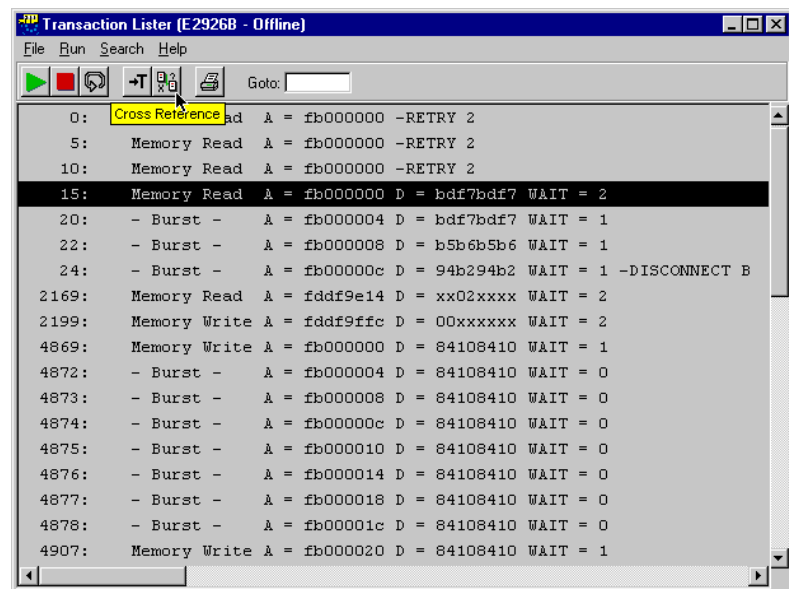 Transaction Lister (E2926B - Offline)
File Run Search Help
→T Goto:
Cross Reference
0: ad A = fb000000 -RETRY 2
5: Memory Read A = fb000000 -RETRY 2
10: Memory Read A = fb000000 -RETRY 2
15: Memory Read A = fb000000 D = bdf7bdf7 WAIT = 2
20: - Burst - A = fb000004 D = bdf7bdf7 WAIT = 1
22: - Burst - A = fb000008 D = b5b6b5b6 WAIT = 1
24: - Burst - A = fb00000c D = 94b294b2 WAIT = 1 -DISCONNECT B
2169: Memory Read A = fddf9e14 D = xx02xxxx WAIT = 2
2199: Memory Write A = fddf9ffc D = 00xxxxxx WAIT = 2
4869: Memory Write A = fb000000 D = 84108410 WAIT = 1
4872: - Burst - A = fb000004 D = 84108410 WAIT = 0
4873: - Burst - A = fb000008 D = 84108410 WAIT = 0
4874: - Burst - A = fb00000c D = 84108410 WAIT = 0
4875: - Burst - A = fb000010 D = 84108410 WAIT = 0
4876: - Burst - A = fb000014 D = 84108410 WAIT = 0
4877: - Burst - A = fb000018 D = 84108410 WAIT = 0
4878: - Burst - A = fb00001c D = 84108410 WAIT = 0
4907: Memory Write A = fb000020 D = 84108410 WAIT = 1